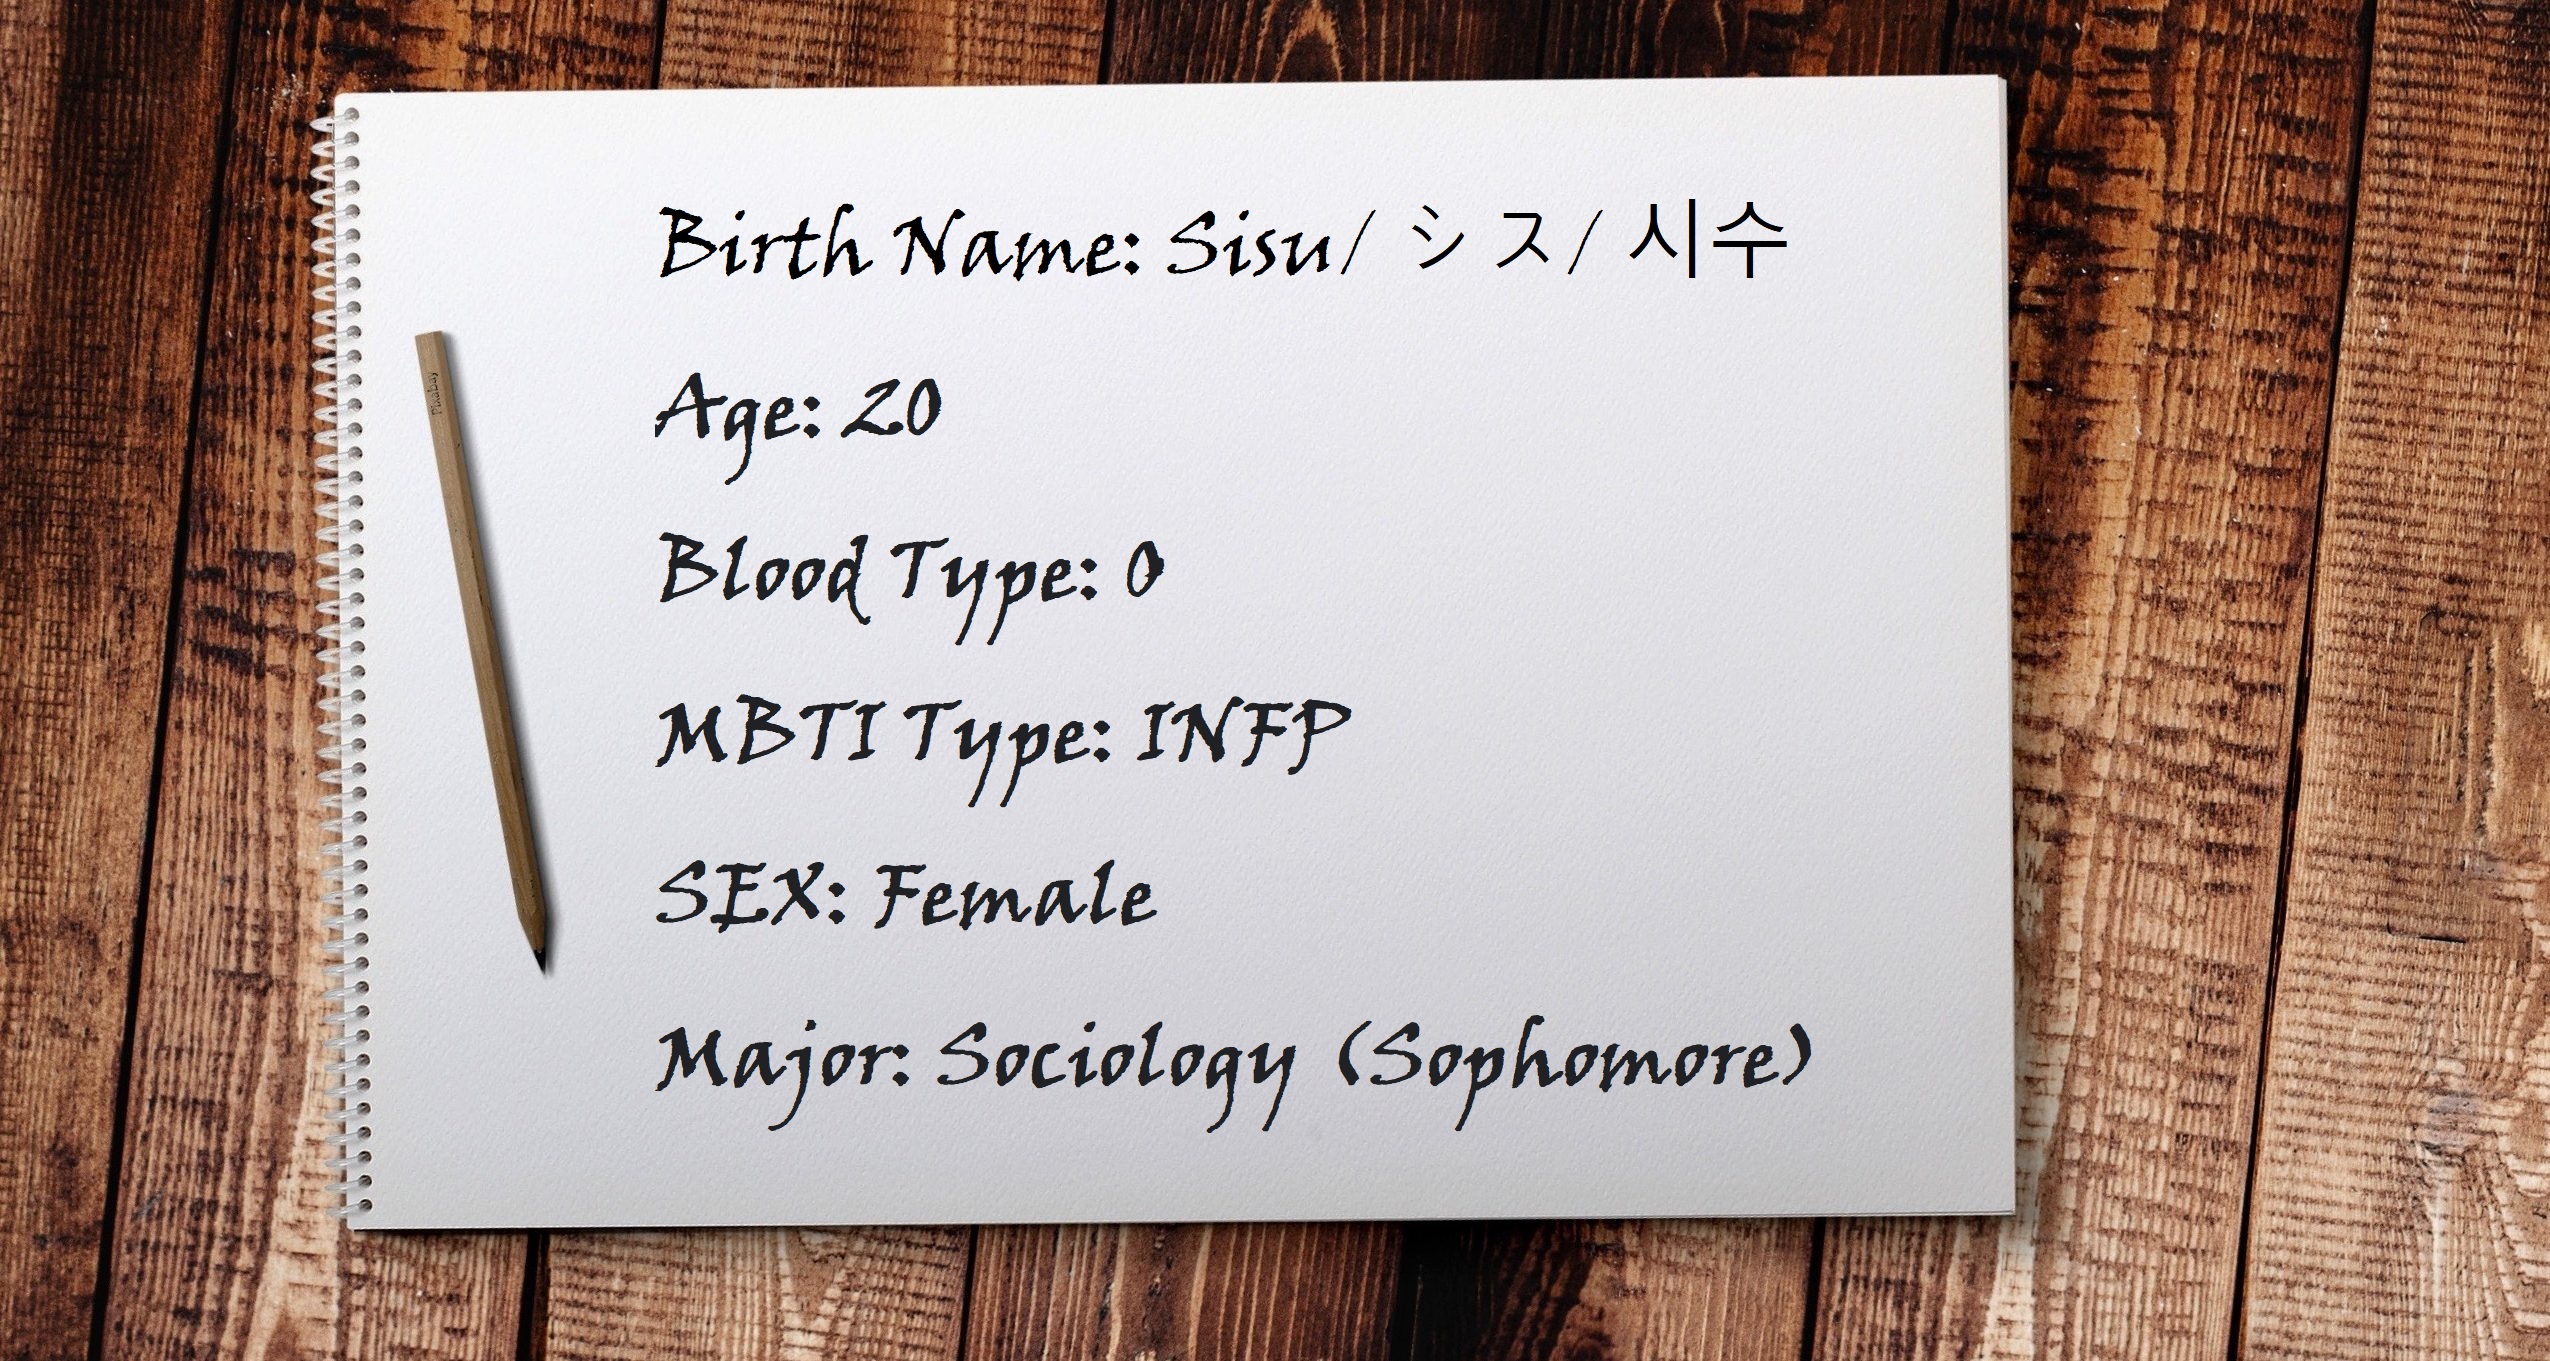 Birth Name: Sisu/ シス/ 시수
Age: 20
Blood Type: O
MBTI Type: INFP
SEX: Female
Major: Sociology (Sophomore)
Pixabay